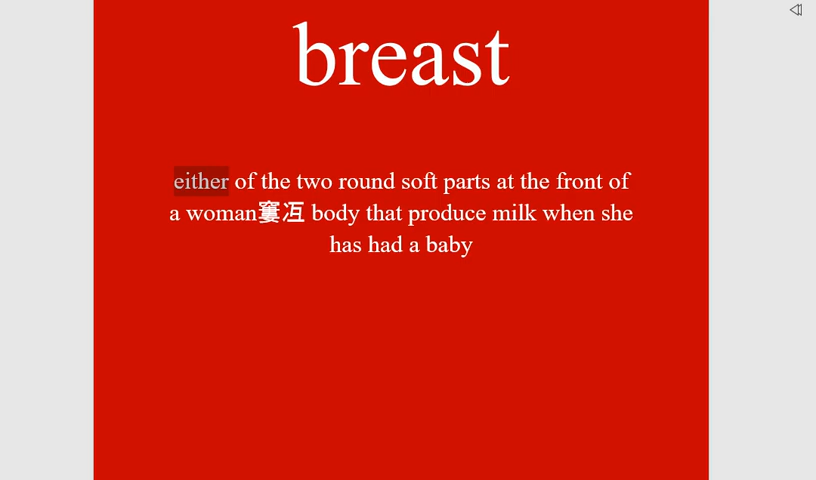 breast
either of the two round soft parts at the front of
a woman窶冱 body that produce milk when she
has had a baby